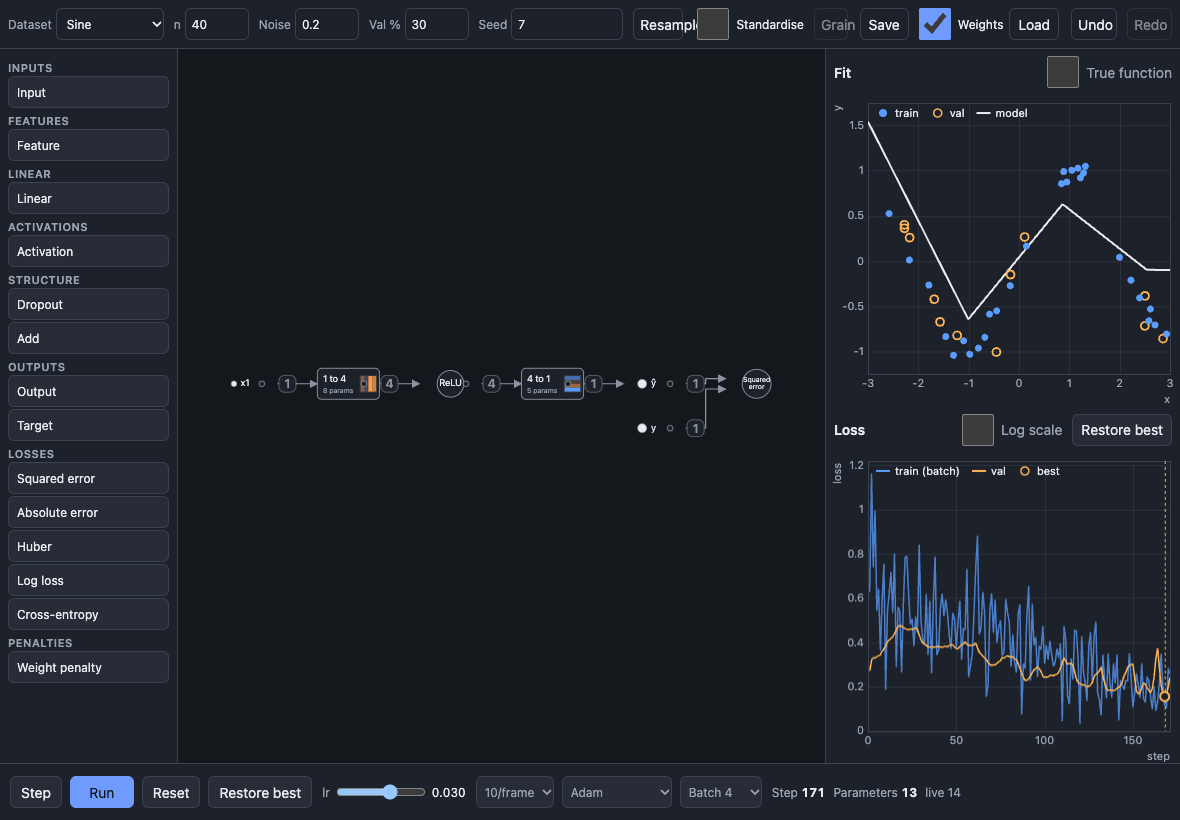 Dataset Sine n 40 Noise 0.2 Val % 30 Seed 7 Resampl Standardise Grain Save Weights Load Undo Redo
INPUTS
Input
FEATURES
Feature
LINEAR
Linear
ACTIVATIONS
Activation
STRUCTURE
Dropout
Add
OUTPUTS
Output
Target
LOSSES
Squared error
Absolute error
Huber
Log loss
Cross-entropy
PENALTIES
Weight penalty
x1 1 1 to 4 4 ReLU 4 4 to 1 1 ŷ 1 Squared
8 params 5 params error
y 1
Fit True function
y
train val model
1.5
1
0.5
0
-0.5
-1
-3 -2 -1 0 1 2 3
x
Loss Log scale Restore best
loss
train (batch) val best
1.2
1
0.8
0.6
0.4
0.2
0
0 50 100 150
step
Step Run Reset Restore best lr 0.030 10/frame Adam Batch 4 Step 171 Parameters 13 live 14